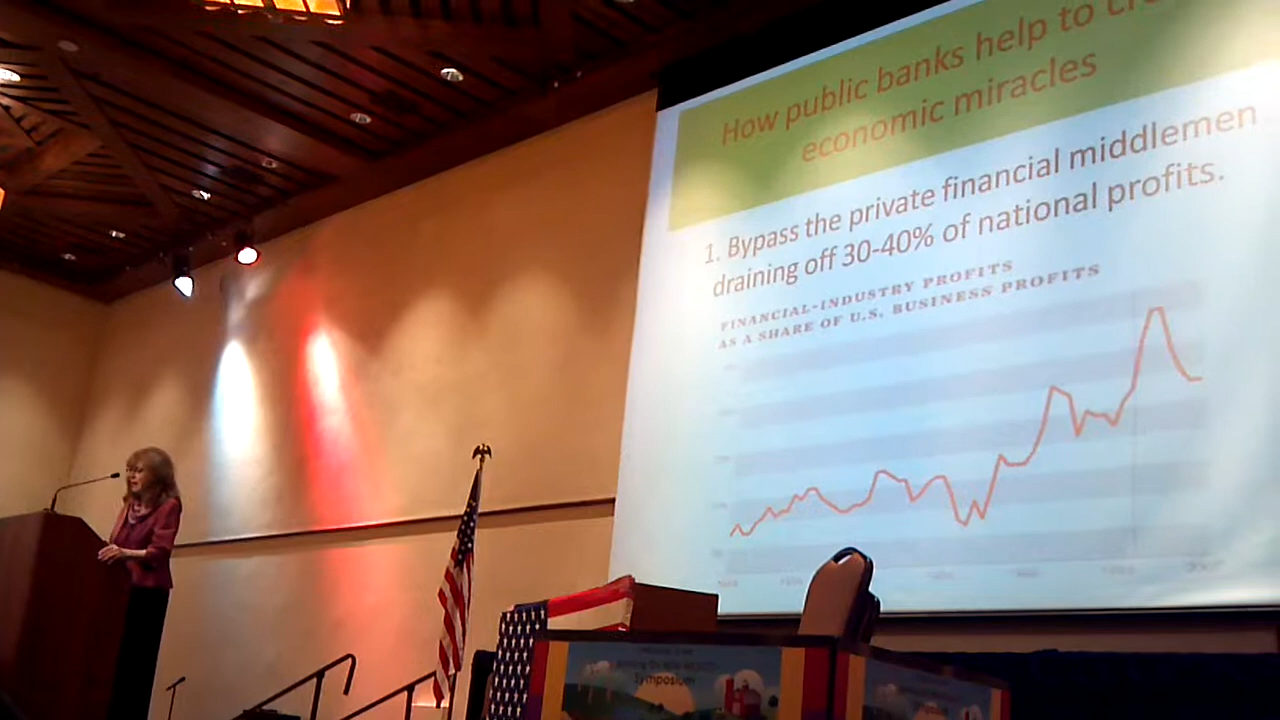 How public banks help to
economic miracles
1. Bypass the private financial middlemen
draining off 30-40% of national profits.
FINANCIAL-INDUSTRY PROFITS
AS A SHARE OF U.S. BUSINESS PROFITS
Symposium